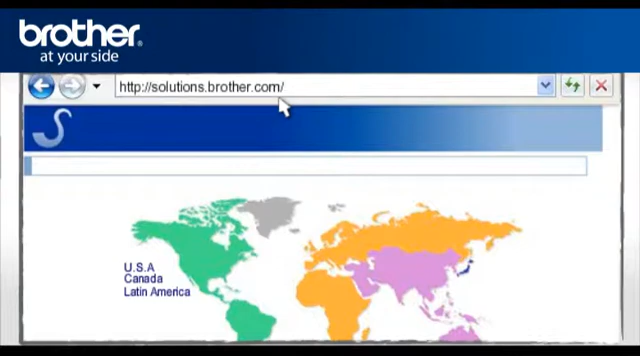 brother®
at your side
http://solutions.brother.com/
S
U.S.A
Canada
Latin America